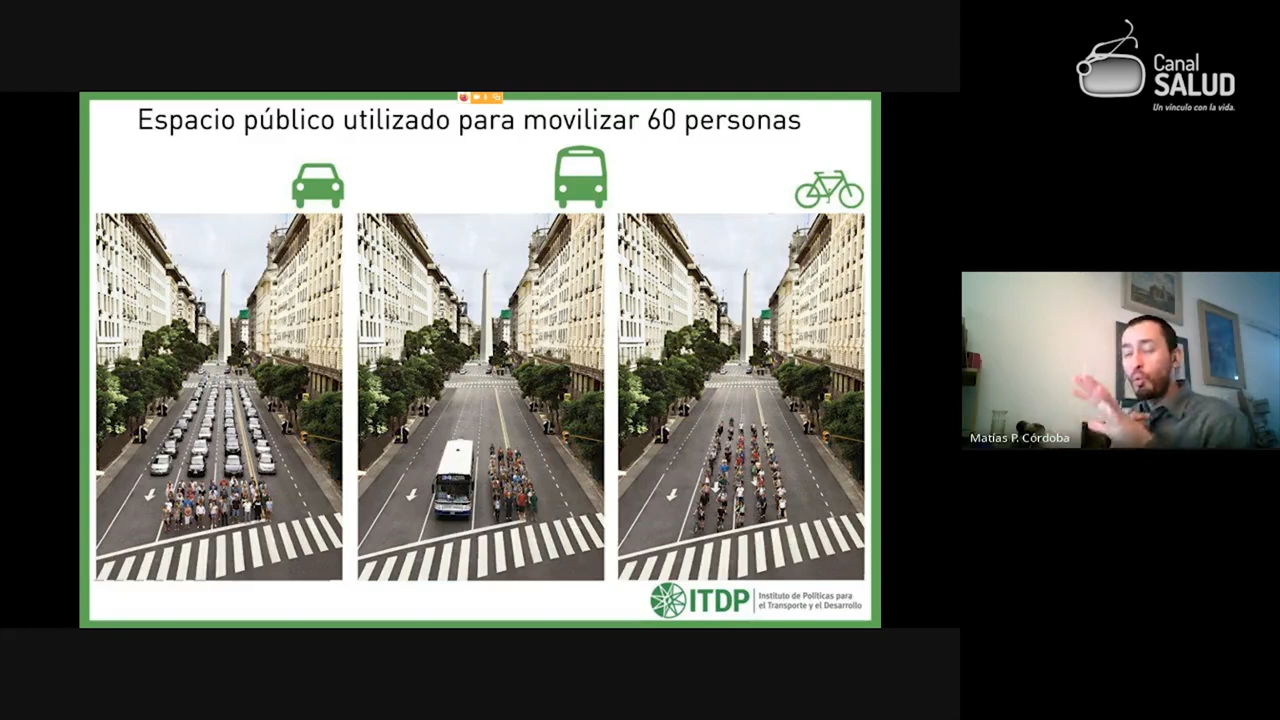 Espacio público utilizado para movilizar 60 personas
ITDP
Instituto de Políticas para
el Transporte y el Desarrollo
Canal
SALUD
Un vínculo con la vida.
Matías P. Córdoba